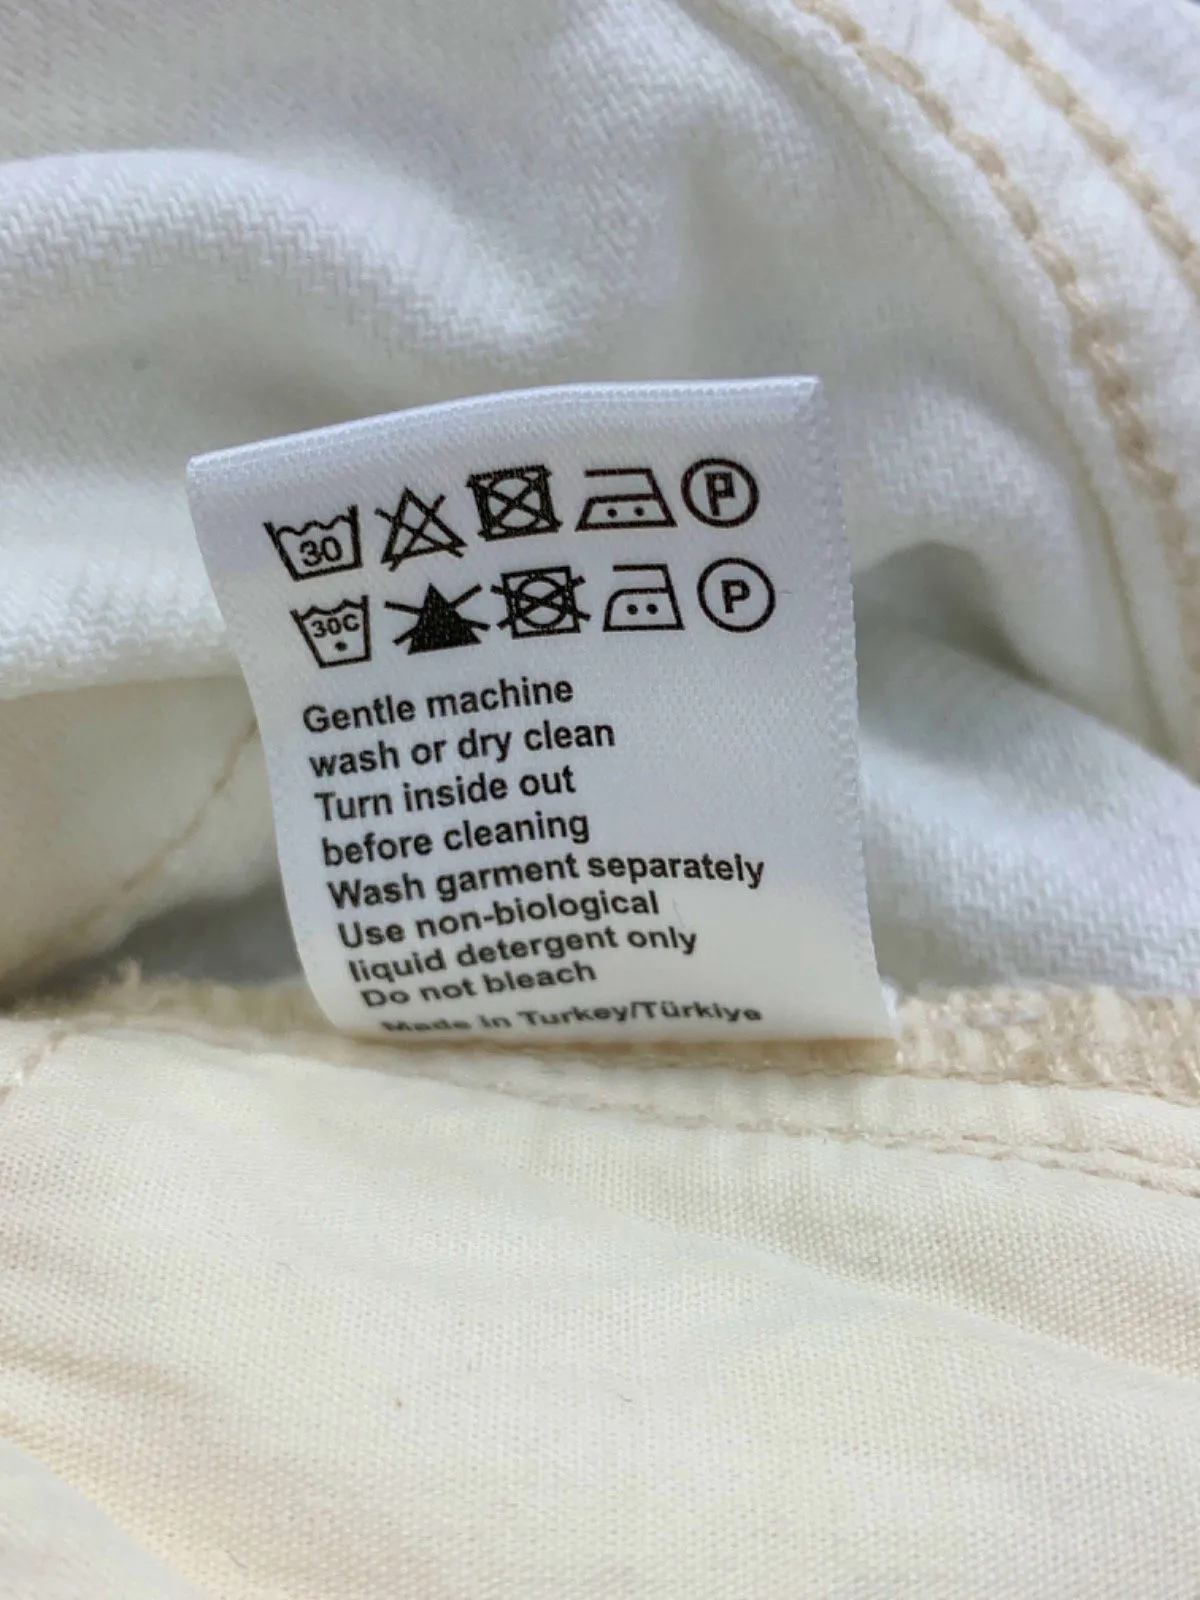 30 P
30C P
Gentle machine
wash or dry clean
Turn inside out
before cleaning
Wash garment separately
Use non-biological
liquid detergent only
Do not bleach
Made in Turkey/Türkiye